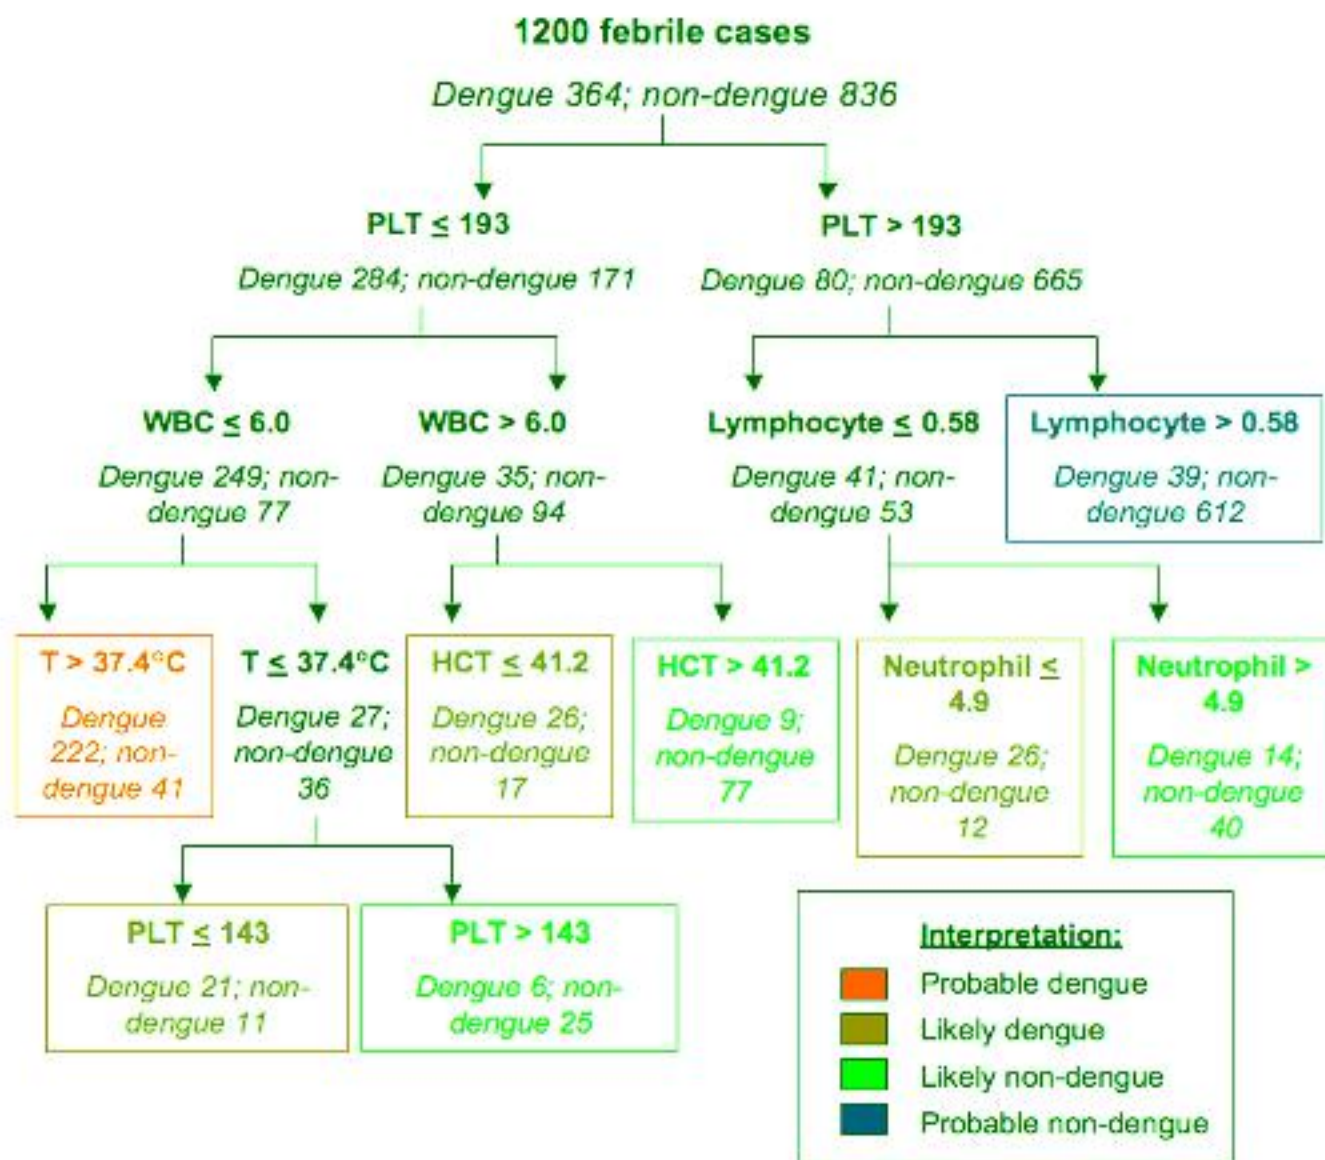 1200 febrile cases
Dengue 364; non-dengue 836
PLT ≤ 193
PLT > 193
Dengue 284; non-dengue 171
Dengue 80; non-dengue 665
WBC ≤ 6.0
WBC > 6.0
Lymphocyte ≤ 0.58
Lymphocyte > 0.58
Dengue 249; non-
dengue 77
Dengue 35; non-
dengue 94
Dengue 41; non-
dengue 53
Dengue 39; non-
dengue 612
T > 37.4°C
Dengue
222; non-
dengue 41
T ≤ 37.4°C
Dengue 27;
non-dengue
36
HCT ≤ 41.2
Dengue 26;
non-dengue
17
HCT > 41.2
Dengue 9;
non-dengue
77
Neutrophil ≤
4.9
Dengue 26;
non-dengue
12
Neutrophil >
4.9
Dengue 14;
non-dengue
40
PLT ≤ 143
Dengue 21; non-
dengue 11
PLT > 143
Dengue 6; non-
dengue 25
Interpretation:
Probable dengue
Likely dengue
Likely non-dengue
Probable non-dengue